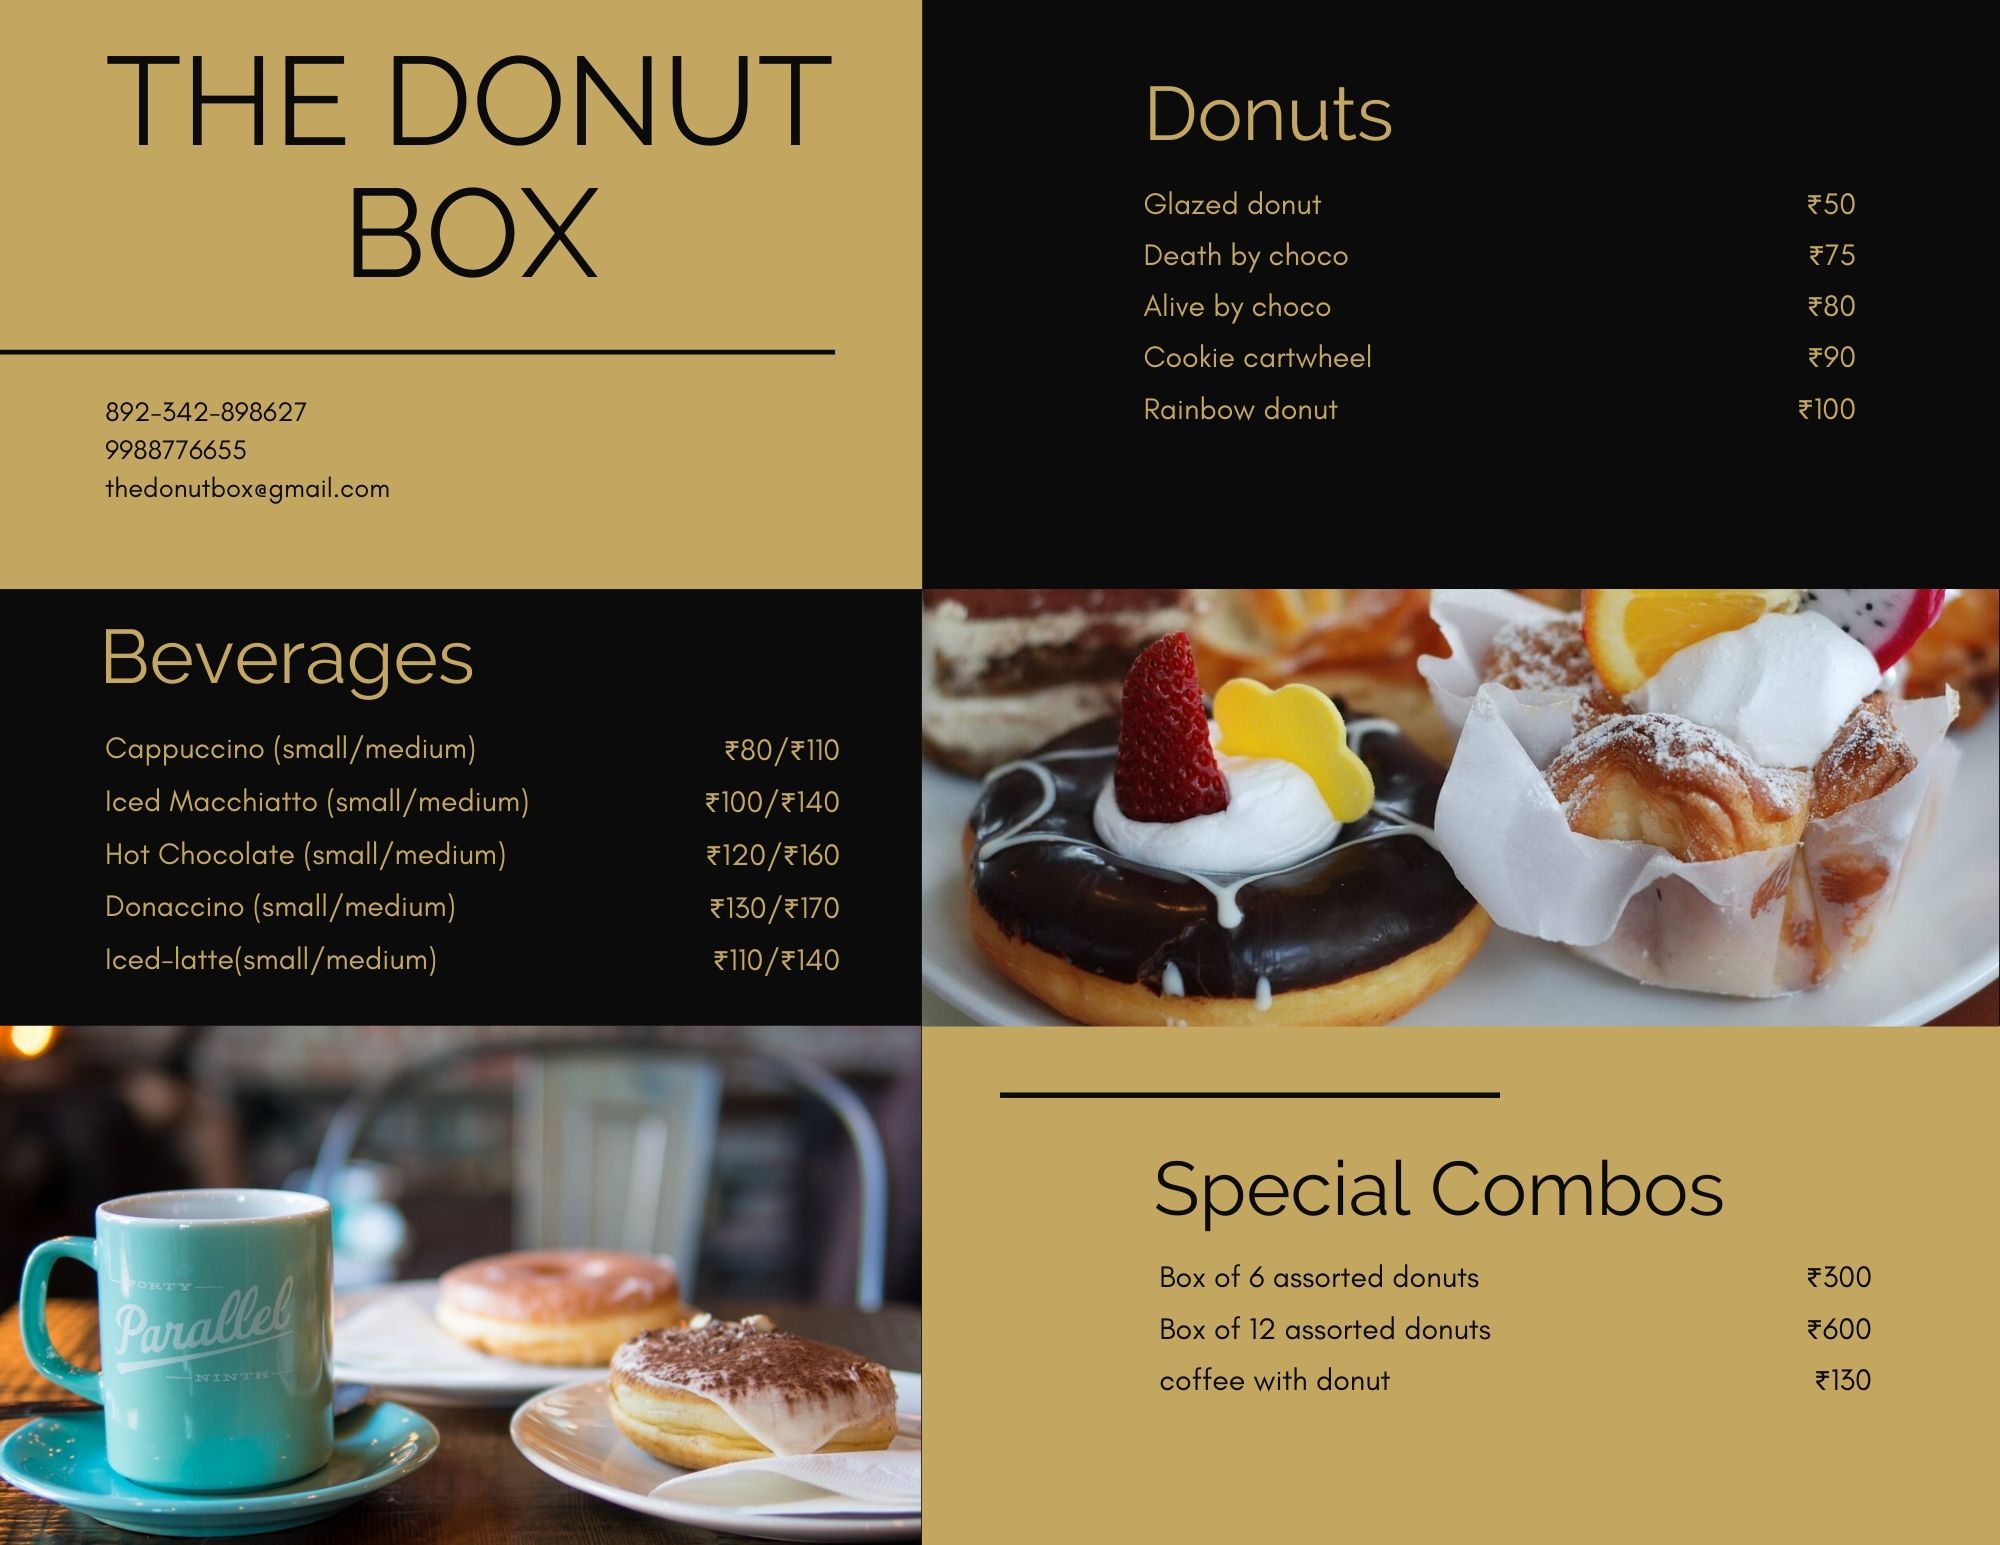 THE DONUT
BOX
892-342-898627
9988776655
thedonutbox@gmail.com
Donuts
Glazed donut ₹50
Death by choco ₹75
Alive by choco ₹80
Cookie cartwheel ₹90
Rainbow donut ₹100
Beverages
Cappuccino (small/medium) ₹80/₹110
Iced Macchiatto (small/medium) ₹100/₹140
Hot Chocolate (small/medium) ₹120/₹160
Donaccino (small/medium) ₹130/₹170
Iced-latte(small/medium) ₹110/₹140
FORTY
Parallel
NINTH
Special Combos
Box of 6 assorted donuts ₹300
Box of 12 assorted donuts ₹600
coffee with donut ₹130